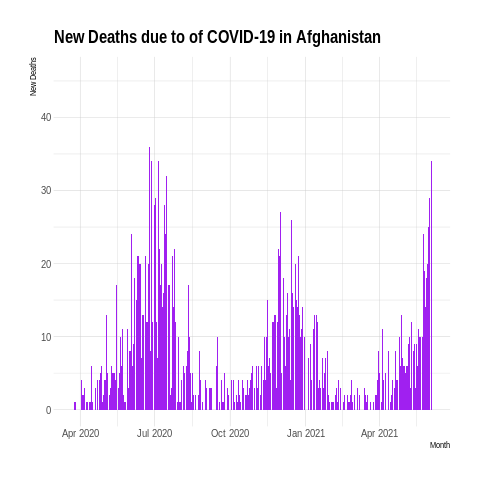 New Deaths due to of COVID-19 in Afghanistan
New Deaths
40
30
20
10
0
Apr 2020 Jul 2020 Oct 2020 Jan 2021 Apr 2021
Month